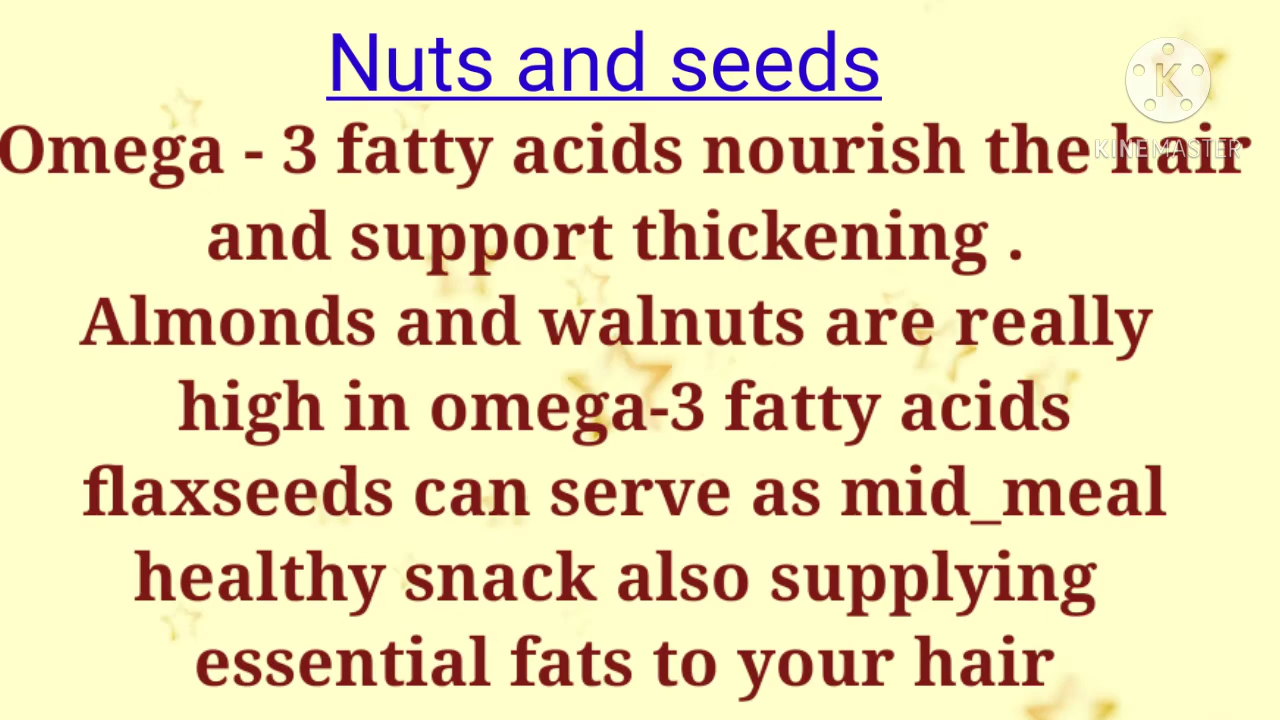 Nuts and seeds
KINEMASTER
Omega - 3 fatty acids nourish the hair
and support thickening .
Almonds and walnuts are really
high in omega-3 fatty acids
flaxseeds can serve as mid_meal
healthy snack also supplying
essential fats to your hair